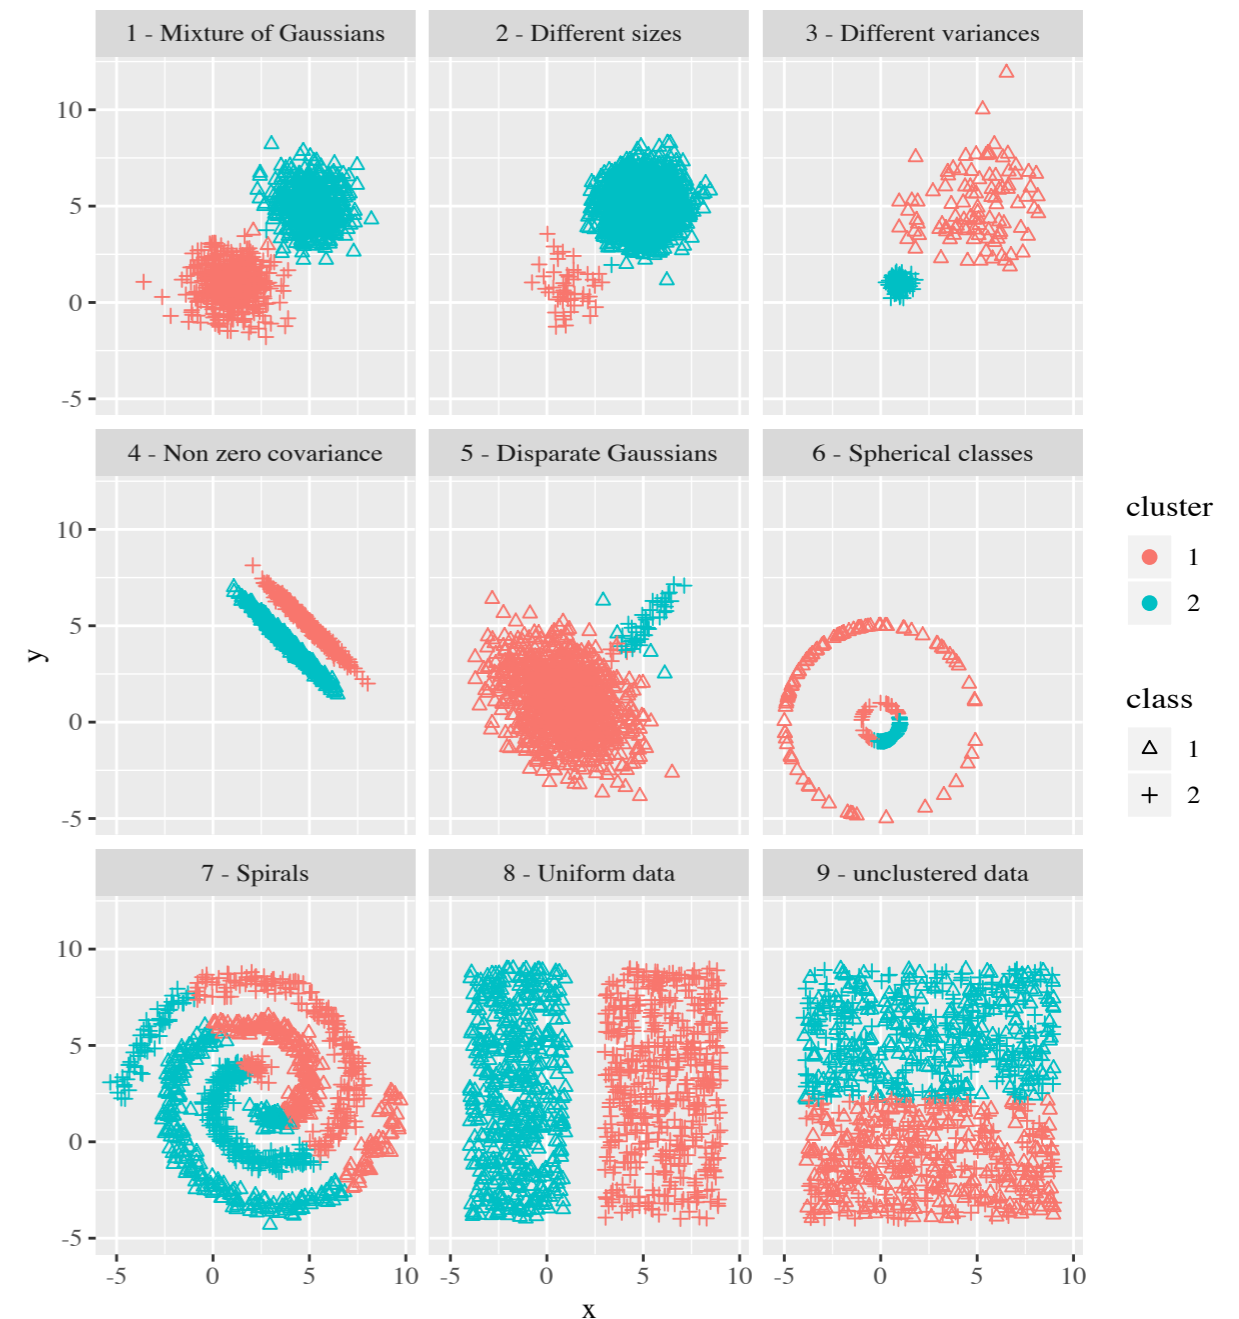 1 - Mixture of Gaussians
2 - Different sizes
3 - Different variances
10
5
0
-5
4 - Non zero covariance
5 - Disparate Gaussians
6 - Spherical classes
10
5
0
-5
7 - Spirals
8 - Uniform data
9 - unclustered data
10
5
0
-5
-5 0 5 10 -5 0 5 10 -5 0 5 10
x
y
cluster
1
2
class
1
2